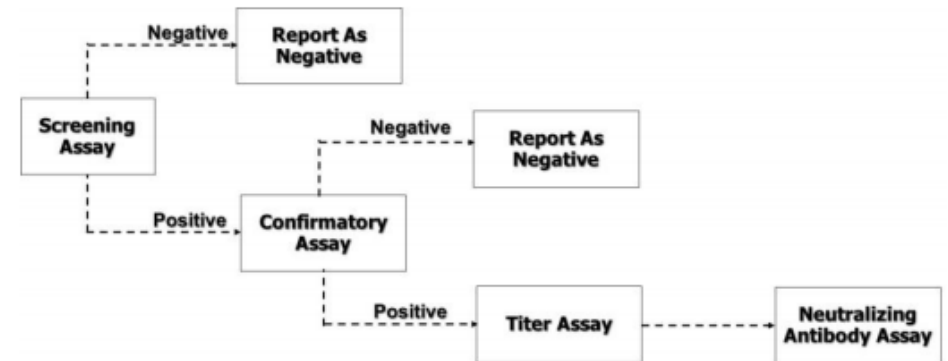 Negative
Report As
Negative
Screening
Assay
Negative
Report As
Negative
Positive
Confirmatory
Assay
Positive
Titer Assay
Neutralizing
Antibody Assay